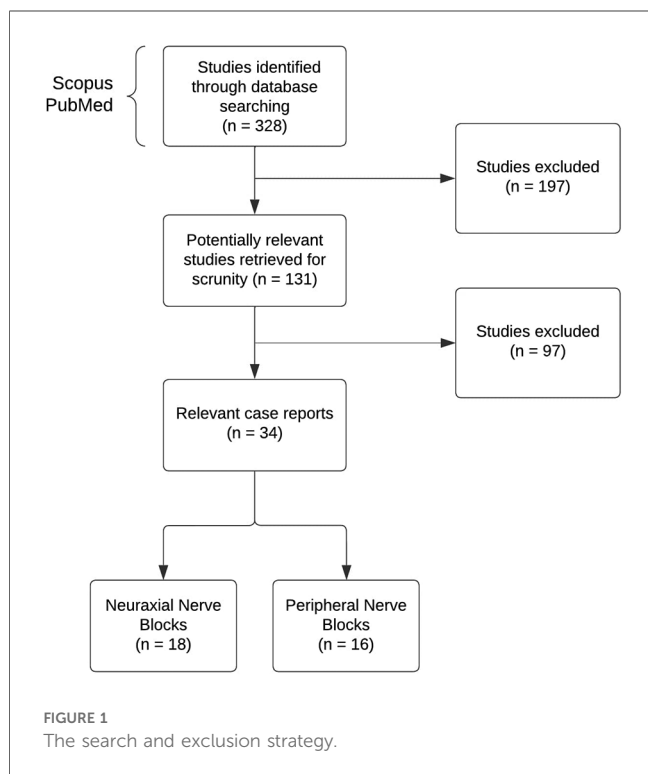 Scopus
PubMed
Studies identified
through database
searching
(n = 328)
Studies excluded
(n = 197)
Potentially relevant
studies retrieved for
scrunity (n = 131)
Studies excluded
(n = 97)
Relevant case reports
(n = 34)
Neuraxial Nerve
Blocks
(n = 18)
Peripheral Nerve
Blocks
(n = 16)
FIGURE 1
The search and exclusion strategy.